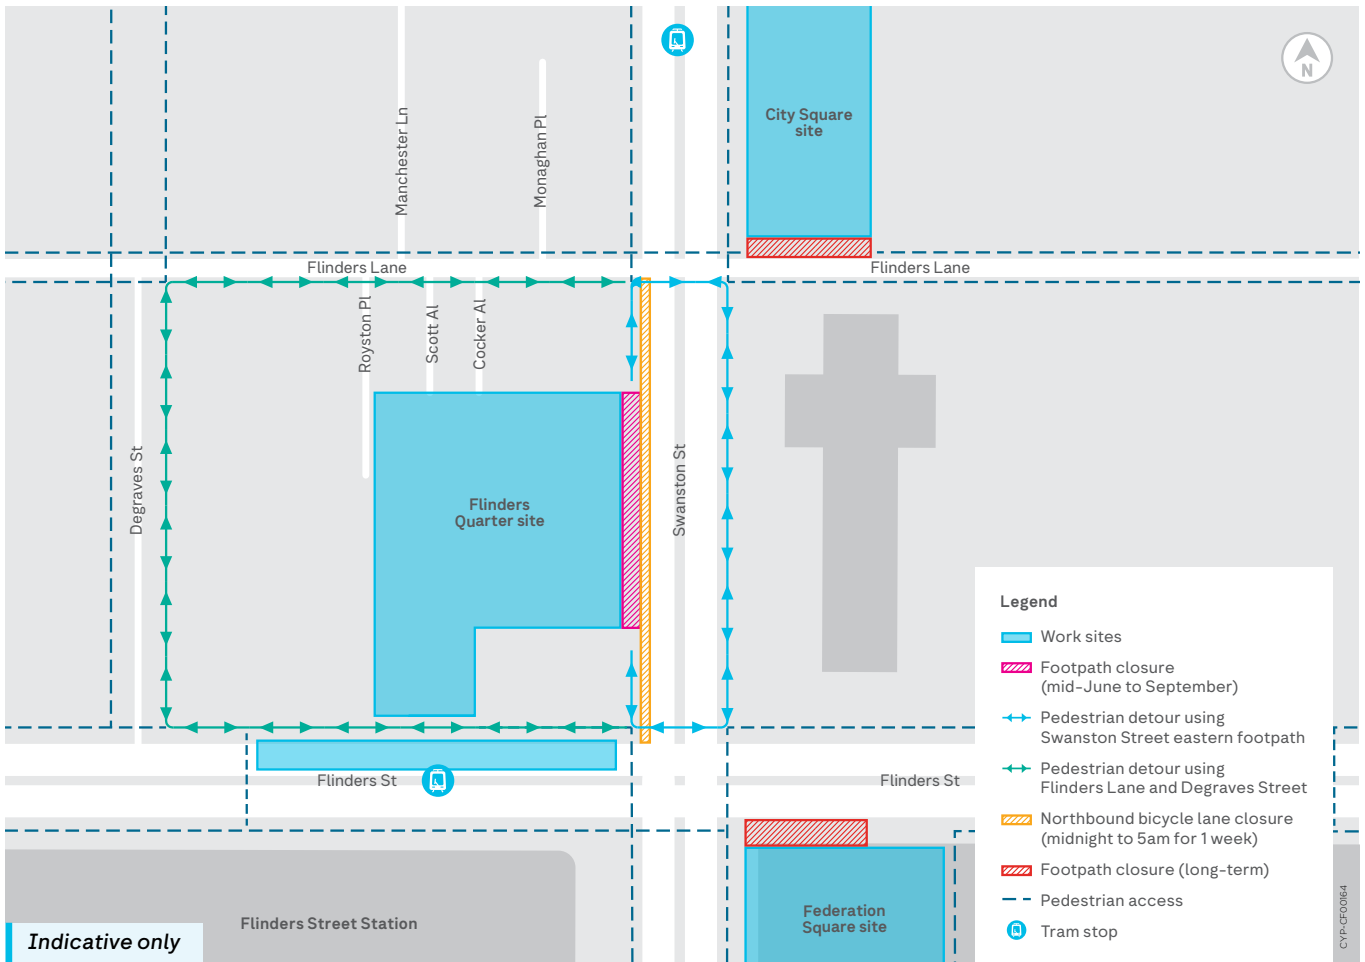 N
City Square
site
Manchester Ln
Monaghan Pl
Flinders Lane
Flinders Lane
Royston Pl
Scott Al
Cocker Al
Degraves St
Flinders
Quarter site
Swanston St
Flinders St
Flinders St
Flinders Street Station
Federation
Square site
Indicative only
Legend
Work sites
Footpath closure
(mid-June to September)
Pedestrian detour using
Swanston Street eastern footpath
Pedestrian detour using
Flinders Lane and Degraves Street
Northbound bicycle lane closure
(midnight to 5am for 1 week)
Footpath closure (long-term)
Pedestrian access
Tram stop
CYP-CF00164